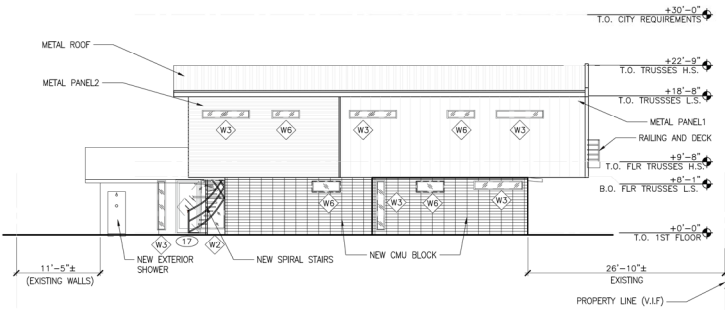 +30'-0"
T.O. CITY REQUIREMENTS
METAL ROOF
+22'-9"
T.O. TRUSSES H.S.
METAL PANEL2
+18'-8"
T.O. TRUSSSES L.S.
METAL PANEL1
W3
W6
W3
W6
W3
RAILING AND DECK
+9'-8"
T.O. FLR TRUSSES H.S.
+8'-1"
B.O. FLR TRUSSES L.S.
W6
W3
W6
W3
+0'-0"
T.O. 1ST FLOOR
W3
17
W2
NEW EXTERIOR
SHOWER
NEW SPIRAL STAIRS
NEW CMU BLOCK
11'-5"±
(EXISTING WALLS)
26'-10"±
EXISTING
PROPERTY LINE (V.I.F)